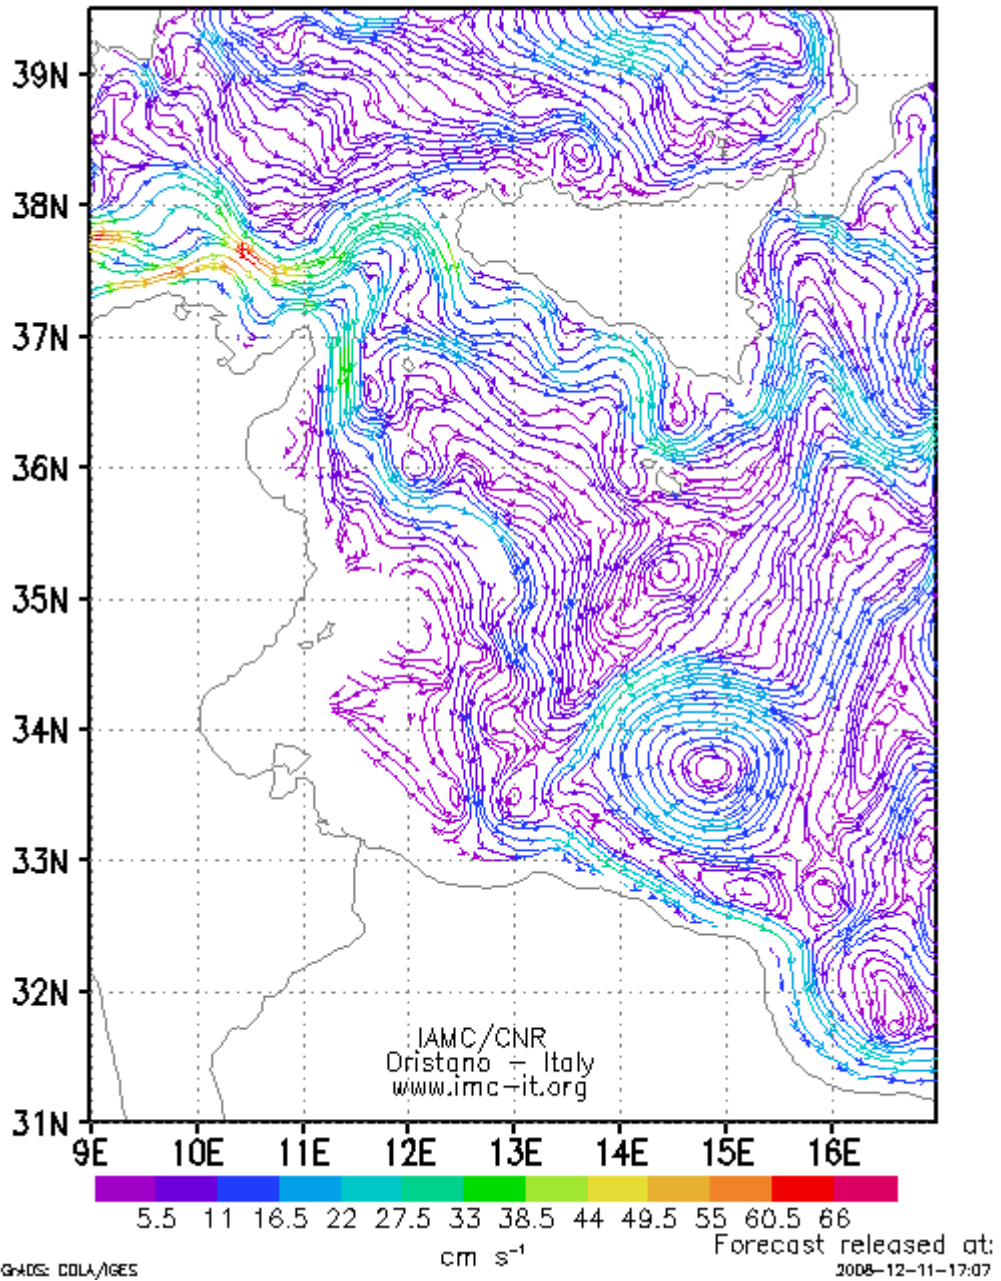 39N
38N
37N
36N
35N
34N
33N
32N
31N
IAMC/CNR
Oristano - Italy
www.imc-it.org
9E 10E 11E 12E 13E 14E 15E 16E
5.5 11 16.5 22 27.5 33 38.5 44 49.5 55 60.5 66
cm s⁻¹
Forecast released at:
GrADS: COLA/IGES
2008-12-11-17:07